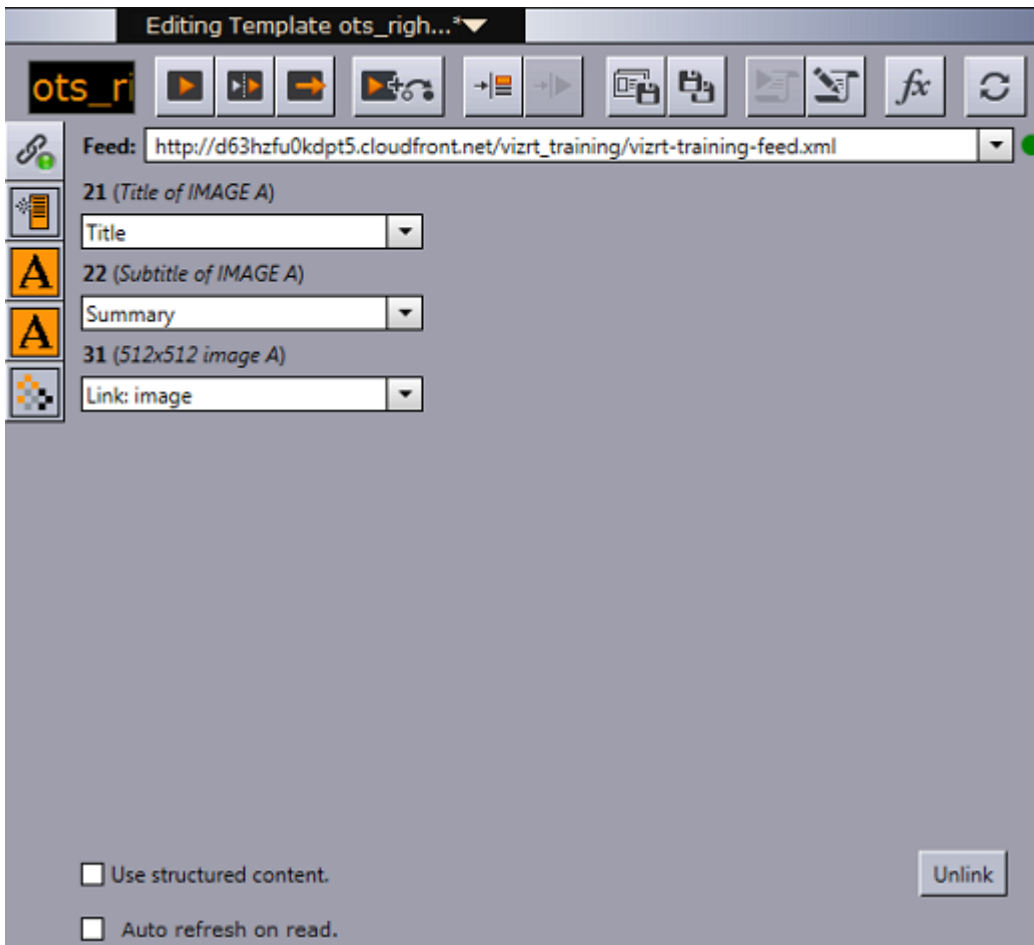 Editing Template ots_righ...*
ots_ri
fx
Feed: http://d63hzfu0kdpt5.cloudfront.net/vizrt_training/vizrt-training-feed.xml
21 (Title of IMAGE A)
Title
22 (Subtitle of IMAGE A)
Summary
31 (512x512 image A)
Link: image
A
A
Use structured content.
Unlink
Auto refresh on read.